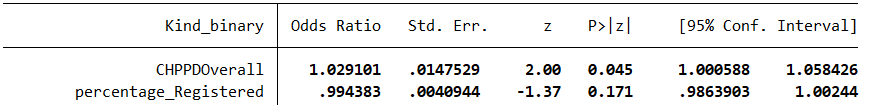 Kind_binary Odds Ratio Std. Err. z P>|z| [95% Conf. Interval]
CHPPDOverall 1.029101 .0147529 2.00 0.045 1.000588 1.058426
percentage_Registered .994383 .0040944 -1.37 0.171 .9863903 1.00244